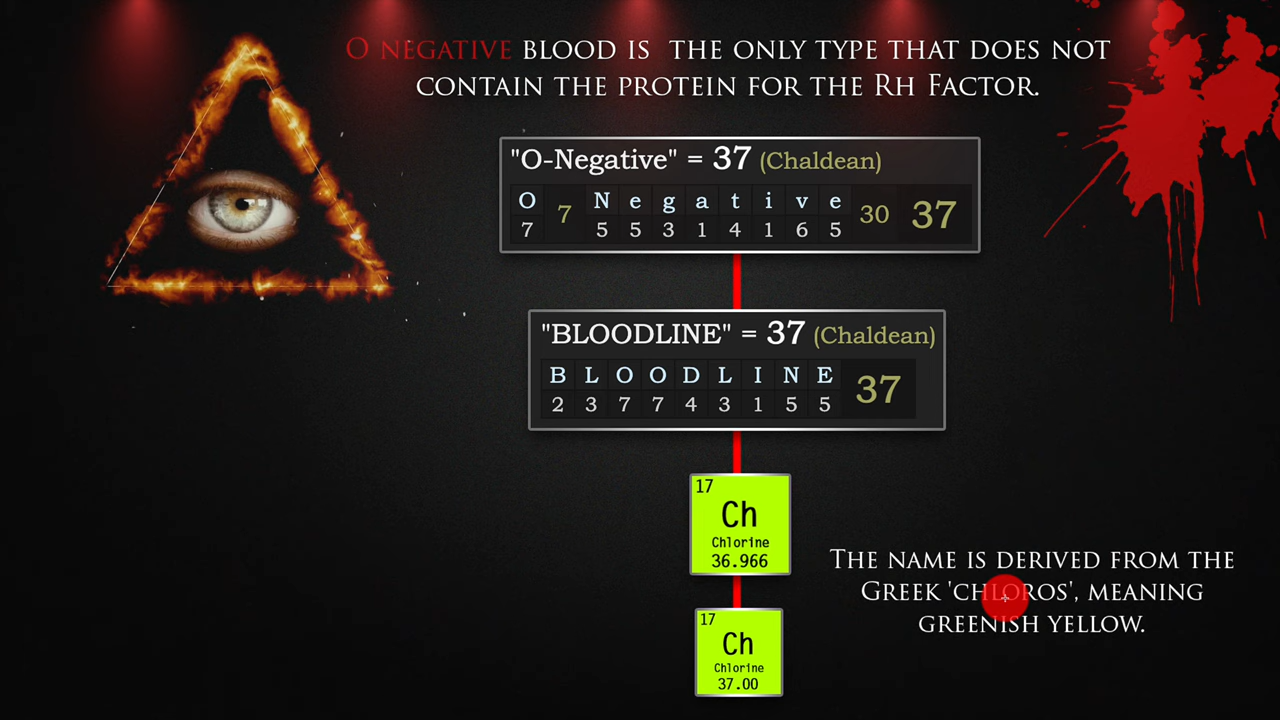 O NEGATIVE BLOOD IS THE ONLY TYPE THAT DOES NOT
CONTAIN THE PROTEIN FOR THE RH FACTOR.
"O-Negative" = 37 (Chaldean)
O 7 N e g a t i v e 30 37
7 5 5 3 1 4 1 6 5
"BLOODLINE" = 37 (Chaldean)
B L O O D L I N E 37
2 3 7 7 4 3 1 5 5
17
Ch
Chlorine
36.966
THE NAME IS DERIVED FROM THE
GREEK 'CHLOROS', MEANING
GREENISH YELLOW.
17
Ch
Chlorine
37.00